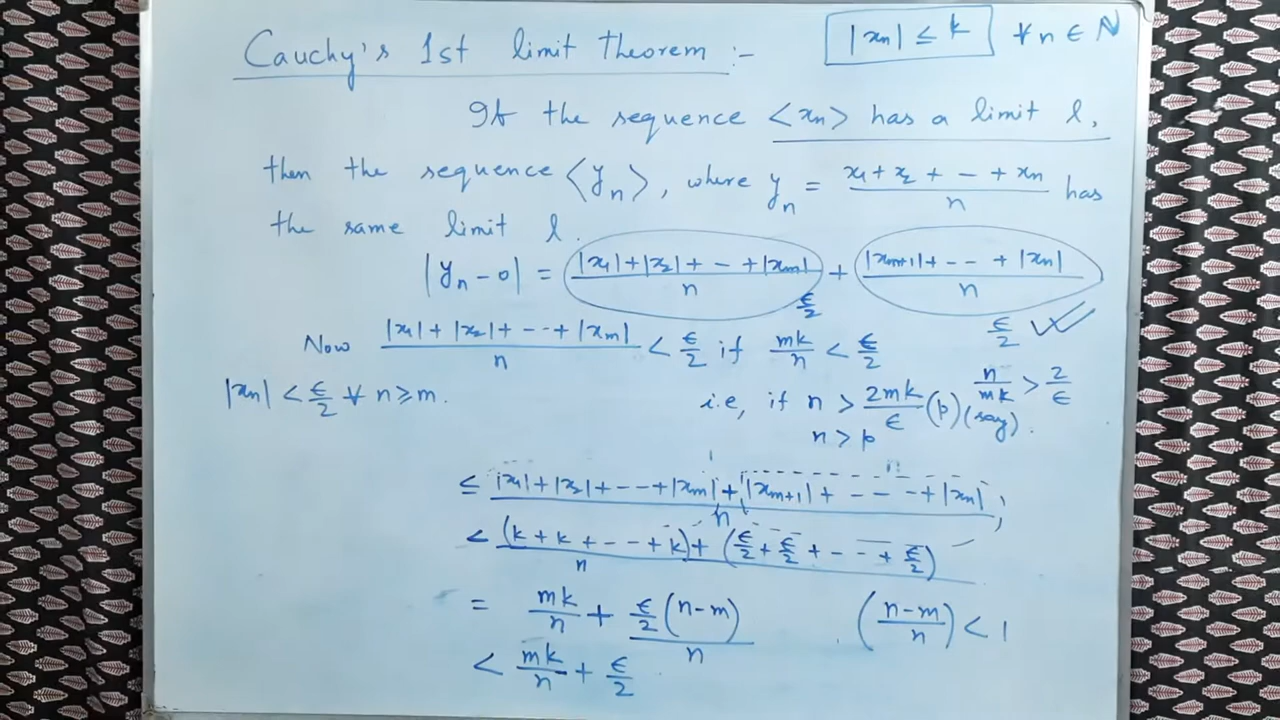 Cauchy's 1st limit theorem :- |xn| ≤ k ∀ n ∈ N
If the sequence <xn> has a limit l,
then the sequence <yn>, where yn = (x1 + x2 + - - + xn)/n has
the same limit l.
|yn - 0| = (|x1| + |x2| + - - + |xm|)/n + (|xm+1| + - - + |xn|)/n
ε/2 ε/2
Now (|x1| + |x2| + - - + |xm|)/n < ε/2 if mk/n < ε/2
|xn| < ε/2 ∀ n ≥ m. i.e, if n > 2mk/ε (p) (say). n/mk > 2/ε
n > p
≤ (|x1| + |x2| + - - - + |xm| + |xm+1| + - - - + |xn|)/n
< ((k + k + - - - + k) + (ε/2 + ε/2 + - - - + ε/2))/n
= mk/n + ε/2 (n-m)/n ((n-m)/n) < 1
< mk/n + ε/2